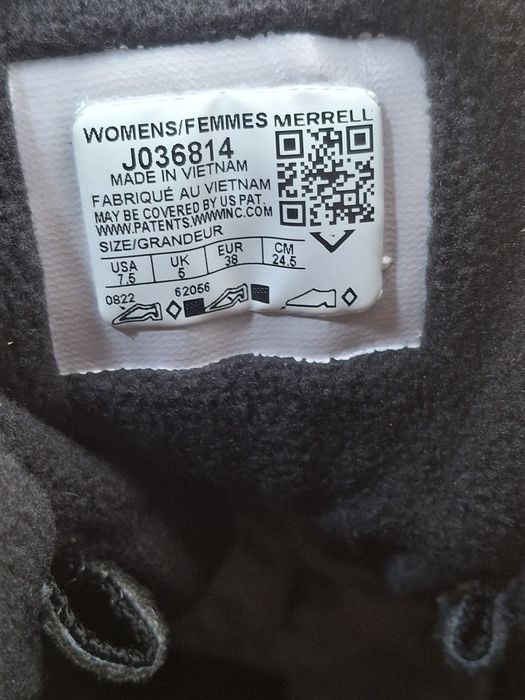 WOMENS/FEMMES MERRELL
J036814
MADE IN VIETNAM
FABRIQUÉ AU VIETNAM
MAY BE COVERED BY US PAT.
WWW.PATENTS.WWWINC.COM
SIZE/GRANDEUR
USA UK EUR CM
7.5 5 38 24.5
0822 62056